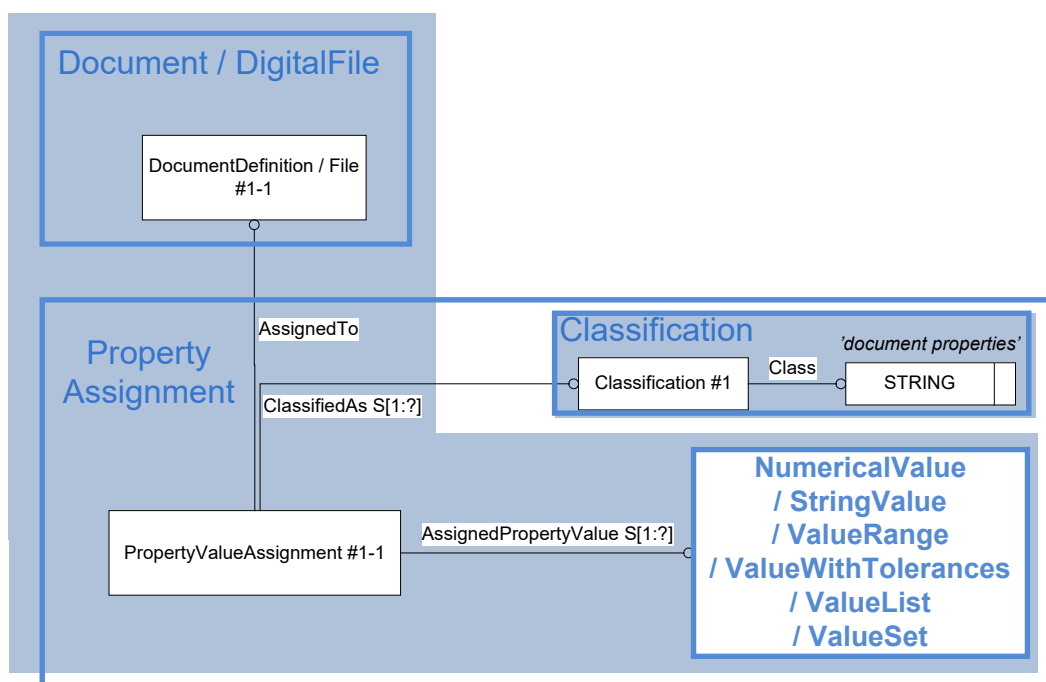 Document / DigitalFile
DocumentDefinition / File
#1-1
AssignedTo
Property
Assignment
Classification
'document properties'
Classification #1
Class
STRING
ClassifiedAs S[1:?]
PropertyValueAssignment #1-1
AssignedPropertyValue S[1:?]
NumericalValue
/ StringValue
/ ValueRange
/ ValueWithTolerances
/ ValueList
/ ValueSet